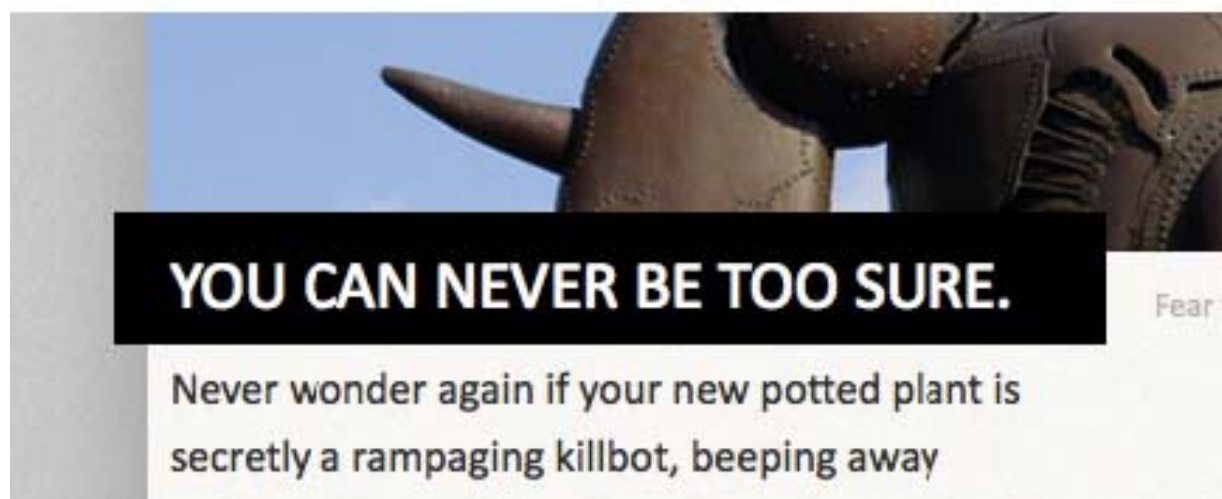 YOU CAN NEVER BE TOO SURE.
Fear
Never wonder again if your new potted plant is
secretly a rampaging killbot, beeping away